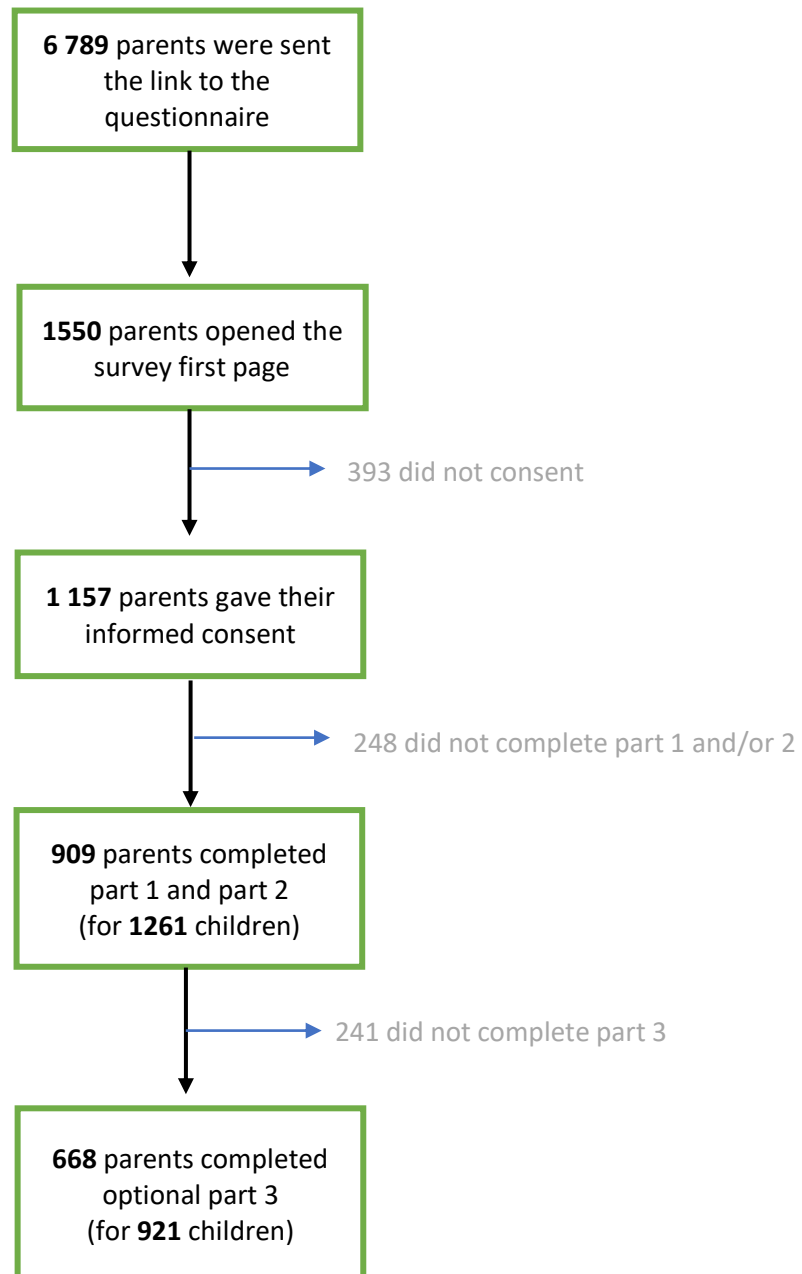 6 789 parents were sent
the link to the
questionnaire
1550 parents opened the
survey first page
393 did not consent
1 157 parents gave their
informed consent
248 did not complete part 1 and/or 2
909 parents completed
part 1 and part 2
(for 1261 children)
241 did not complete part 3
668 parents completed
optional part 3
(for 921 children)